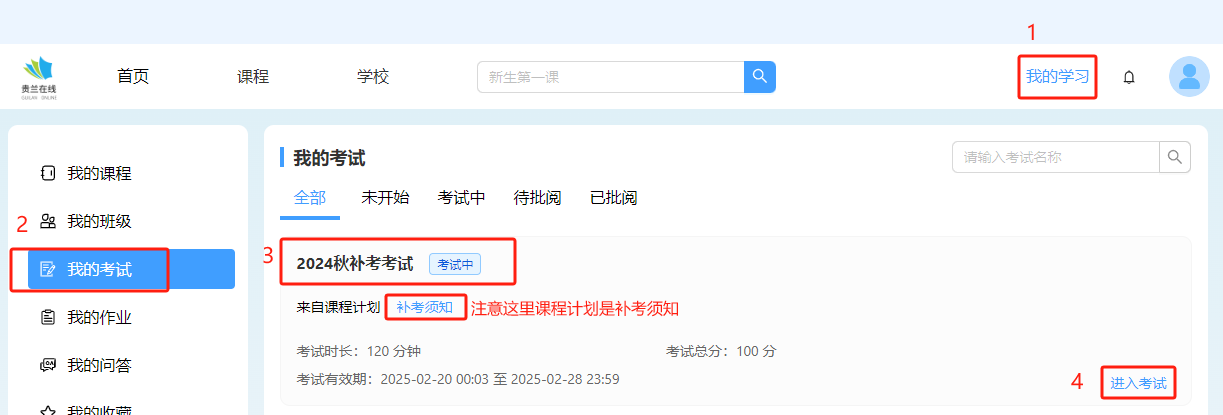 1
贵兰在线
首页 课程 学校 新生第一课 我的学习
我的课程
2 我的班级
我的考试
我的作业
我的问答
我的收藏
我的考试 请输入考试名称
全部 未开始 考试中 待批阅 已批阅
3 2024秋补考考试 考试中
来自课程计划 补考须知 注意这里课程计划是补考须知
考试时长：120 分钟 考试总分：100 分
考试有效期：2025-02-20 00:03 至 2025-02-28 23:59
4 进入考试